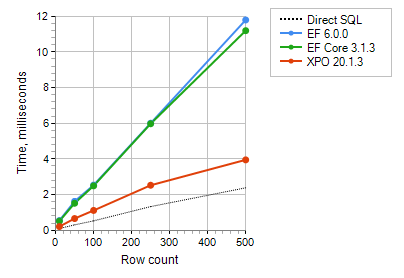 12
10
8
6
4
2
0
Time, milliseconds
0 100 200 300 400 500
Row count
Direct SQL
EF 6.0.0
EF Core 3.1.3
XPO 20.1.3